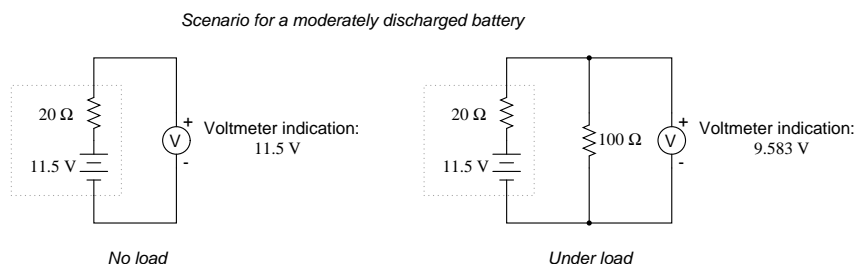 Scenario for a moderately discharged battery
20 Ω
11.5 V
+
V
-
Voltmeter indication:
11.5 V
No load
20 Ω
11.5 V
100 Ω
+
V
-
Voltmeter indication:
9.583 V
Under load